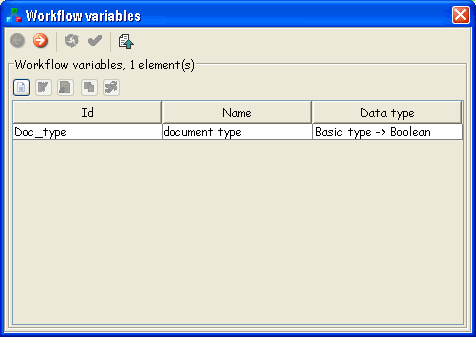 Workflow variables
Workflow variables, 1 element(s)
Id Name Data type
Doc_type document type Basic type -> Boolean